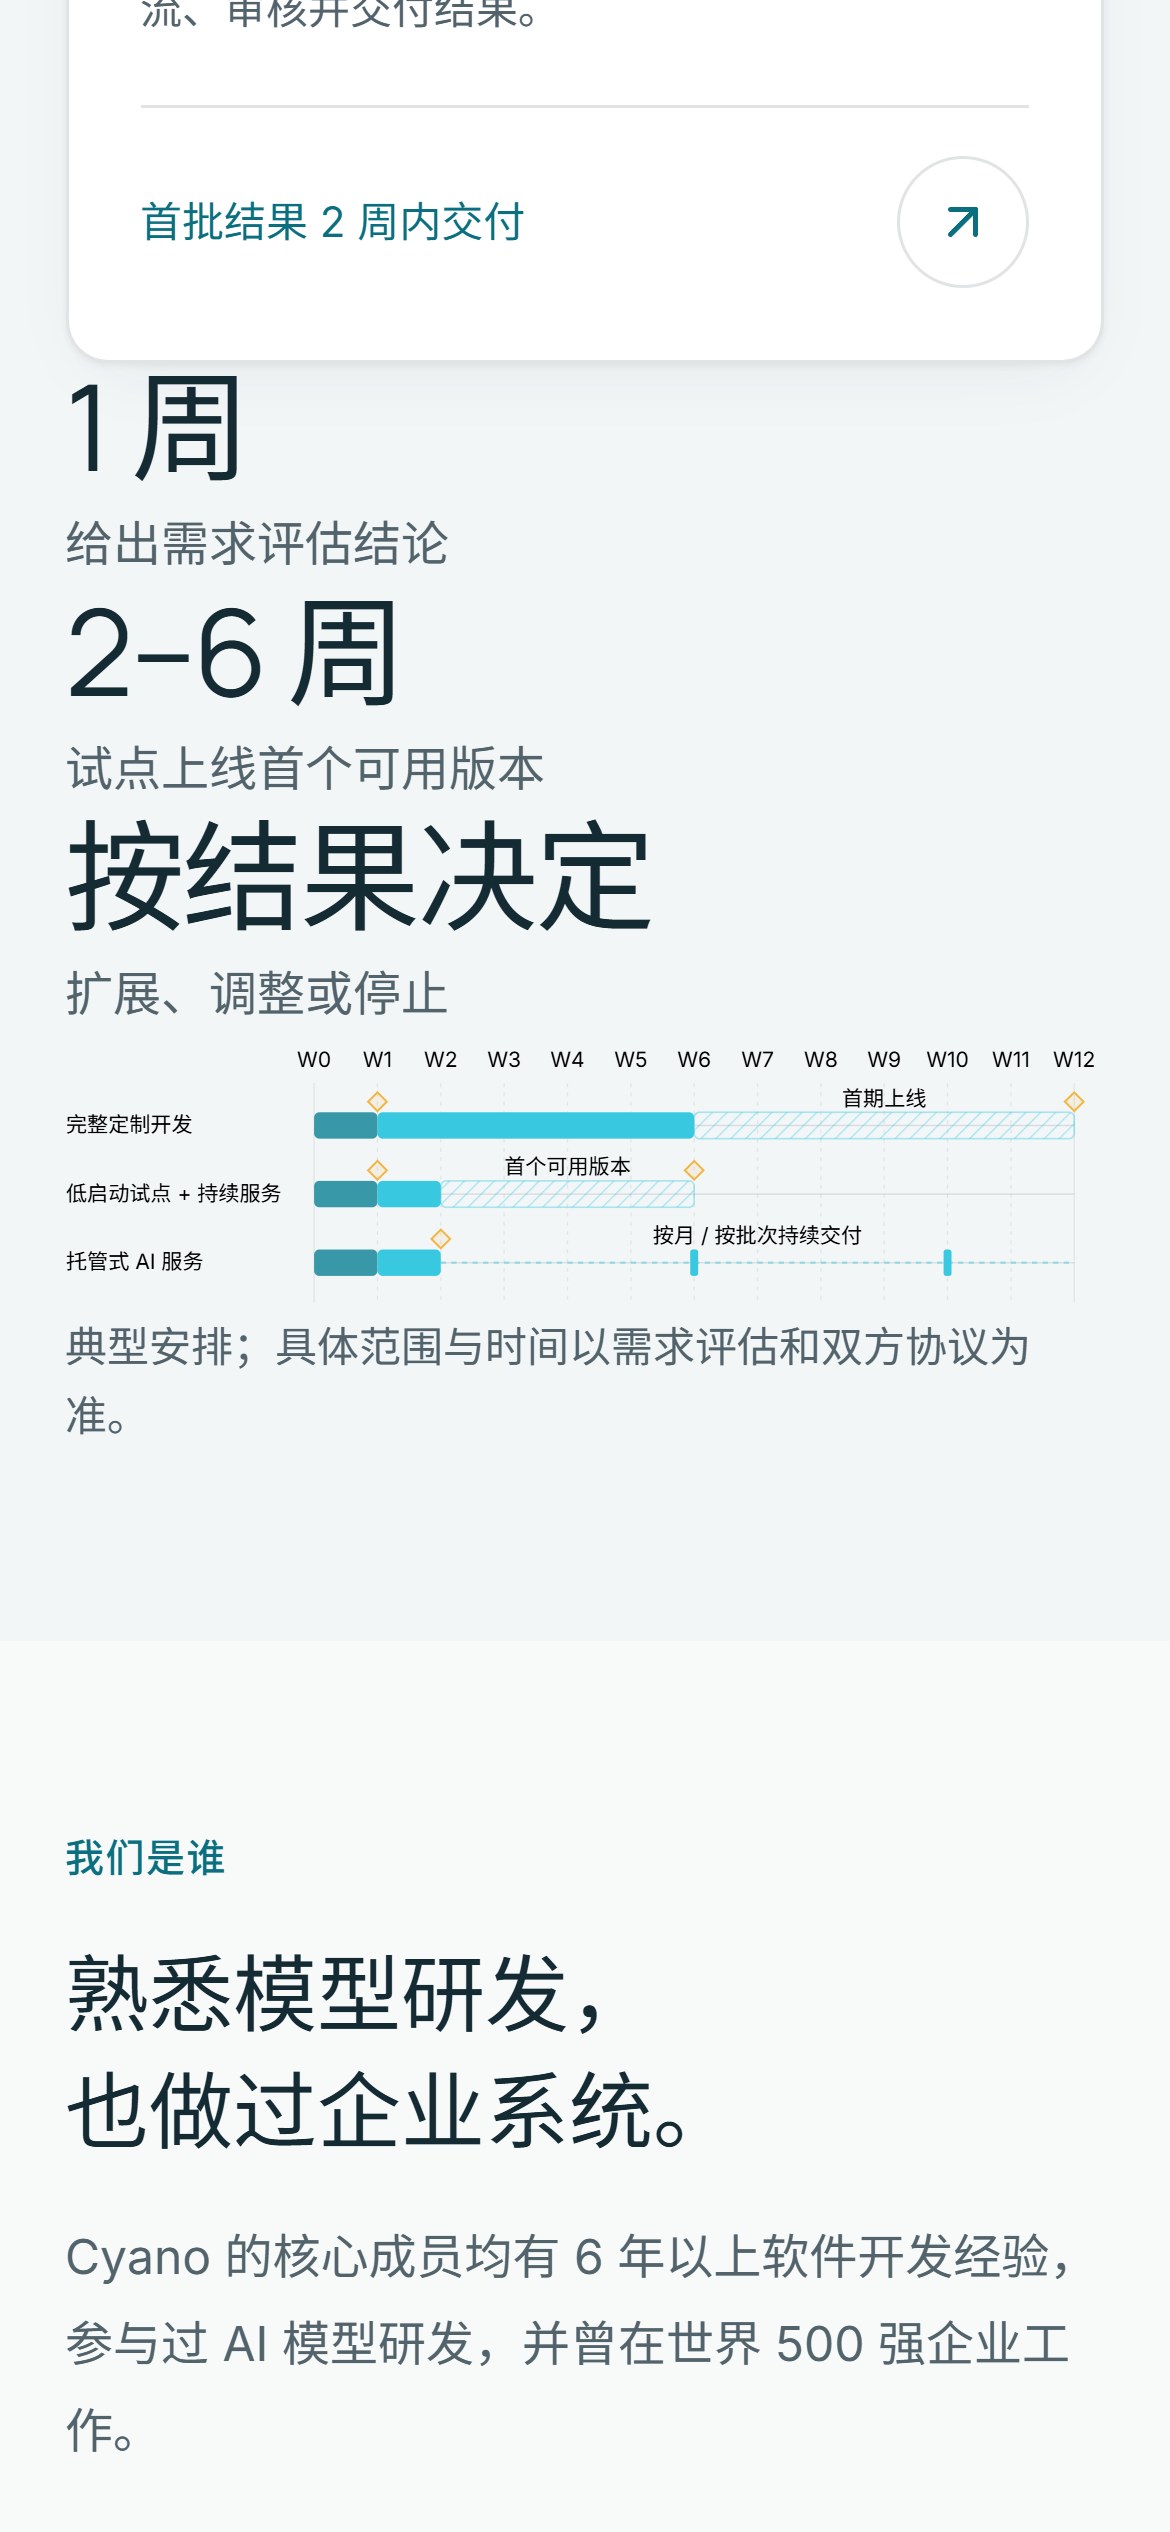 流、审核并交付结果。
首批结果 2 周内交付
1 周
给出需求评估结论
2–6 周
试点上线首个可用版本
按结果决定
扩展、调整或停止
W0 W1 W2 W3 W4 W5 W6 W7 W8 W9 W10 W11 W12
首期上线
完整定制开发
首个可用版本
低启动试点 + 持续服务
按月 / 按批次持续交付
托管式 AI 服务
典型安排；具体范围与时间以需求评估和双方协议为
准。
我们是谁
熟悉模型研发，
也做过企业系统。
Cyano 的核心成员均有 6 年以上软件开发经验，
参与过 AI 模型研发，并曾在世界 500 强企业工
作。